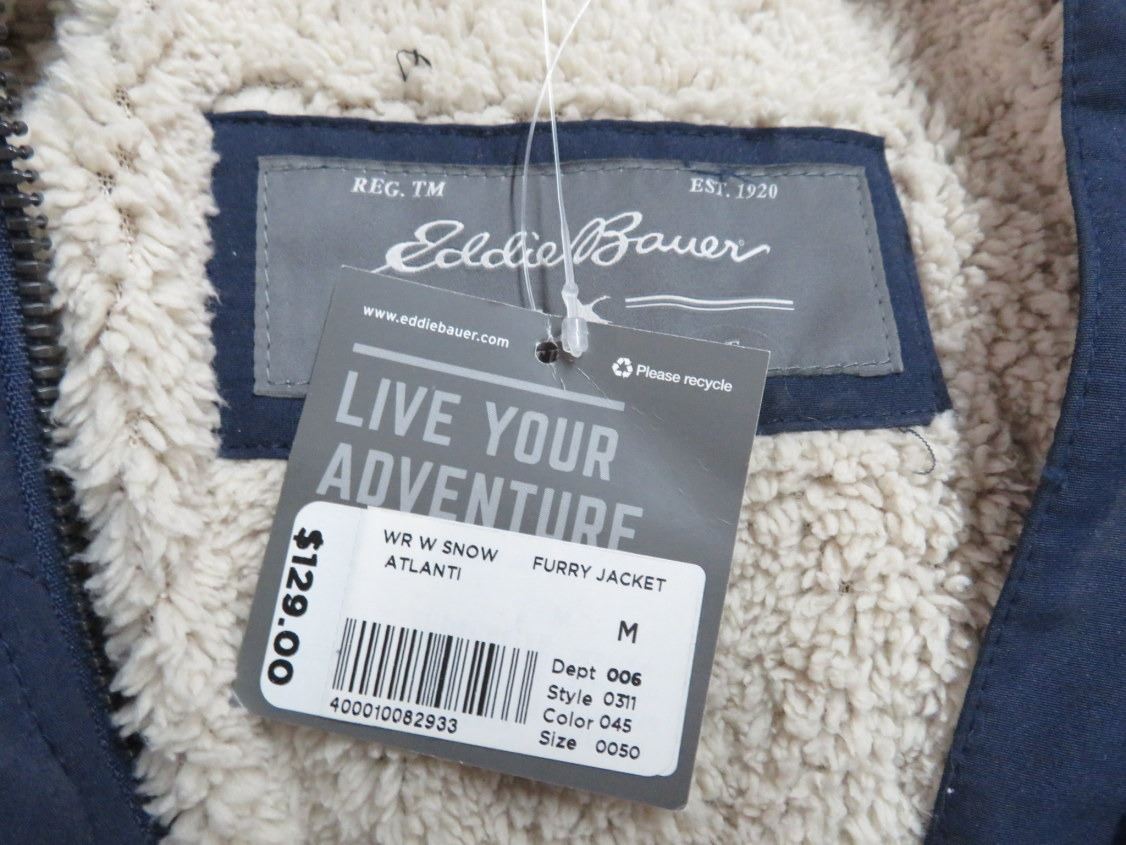 REG. TM EST. 1920
Eddie Bauer
www.eddiebauer.com
Please recycle
LIVE YOUR
ADVENTURE
$129.00
WR W SNOW FURRY JACKET
ATLANTI
M
400010082933
Dept 006
Style 0311
Color 045
Size 0050